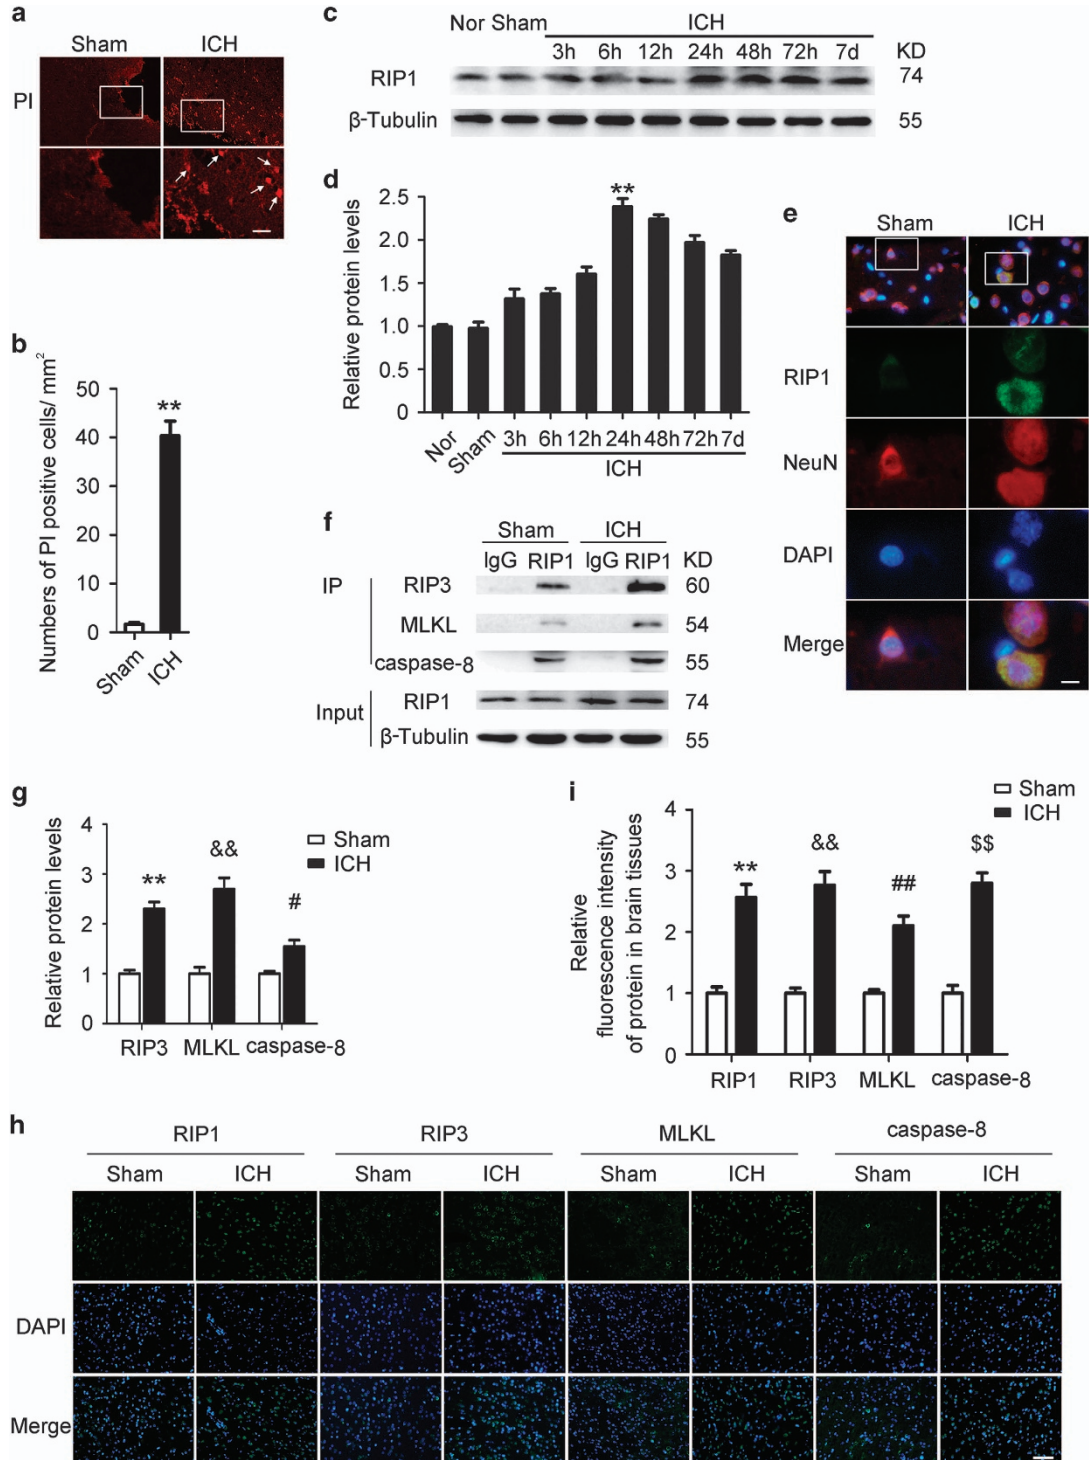 a
Sham ICH
PI
b
Numbers of PI positive cells/ mm²
50
40
30
20
10
0
**
Sham
ICH
c
Nor Sham ICH
3h 6h 12h 24h 48h 72h 7d KD
RIP1 74
β-Tubulin 55
d
Relative protein levels
2.5
2.0
1.5
1.0
0.5
0
**
Nor Sham 3h 6h 12h 24h 48h 72h 7d
ICH
e
Sham ICH
RIP1
NeuN
DAPI
Merge
f
Sham ICH
IgG RIP1 IgG RIP1 KD
IP
RIP3 60
MLKL 54
caspase-8 55
Input
RIP1 74
β-Tubulin 55
g
Relative protein levels
4
3
2
1
0
Sham
ICH
** && #
RIP3 MLKL caspase-8
i
Relative
fluorescence intensity
of protein in brain tissues
4
3
2
1
0
Sham
ICH
** && ## $$
RIP1 RIP3 MLKL caspase-8
h
RIP1 RIP3 MLKL caspase-8
Sham ICH Sham ICH Sham ICH Sham ICH
DAPI
Merge